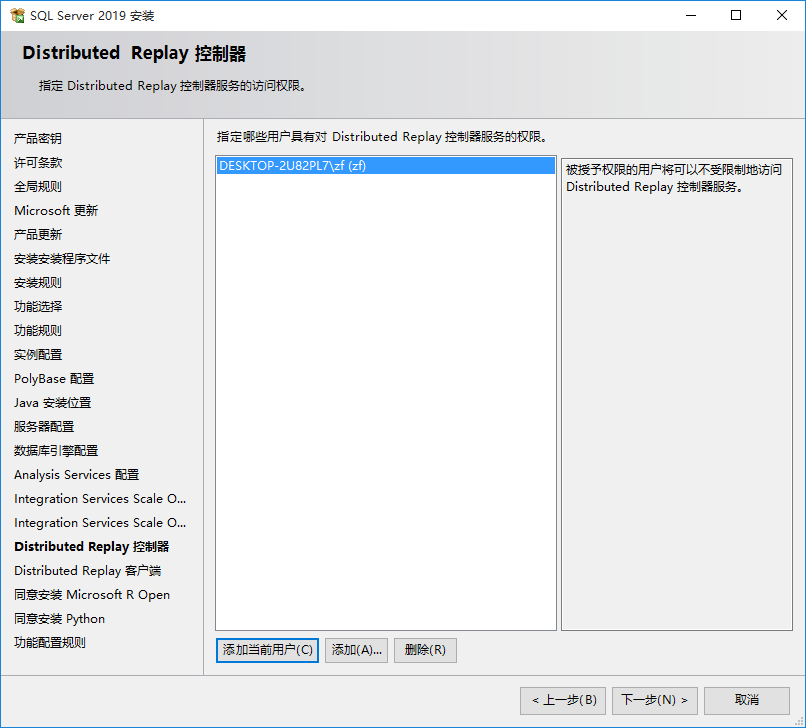 SQL Server 2019 安装
Distributed Replay 控制器
指定 Distributed Replay 控制器服务的访问权限。
产品密钥
许可条款
全局规则
Microsoft 更新
产品更新
安装安装程序文件
安装规则
功能选择
功能规则
实例配置
PolyBase 配置
Java 安装位置
服务器配置
数据库引擎配置
Analysis Services 配置
Integration Services Scale O...
Integration Services Scale O...
Distributed Replay 控制器
Distributed Replay 客户端
同意安装 Microsoft R Open
同意安装 Python
功能配置规则
指定哪些用户具有对 Distributed Replay 控制器服务的权限。
DESKTOP-2U82PL7\zf (zf)
被授予权限的用户将可以不受限制地访问
Distributed Replay 控制器服务。
添加当前用户(C) 添加(A)... 删除(R)
< 上一步(B) 下一步(N) > 取消